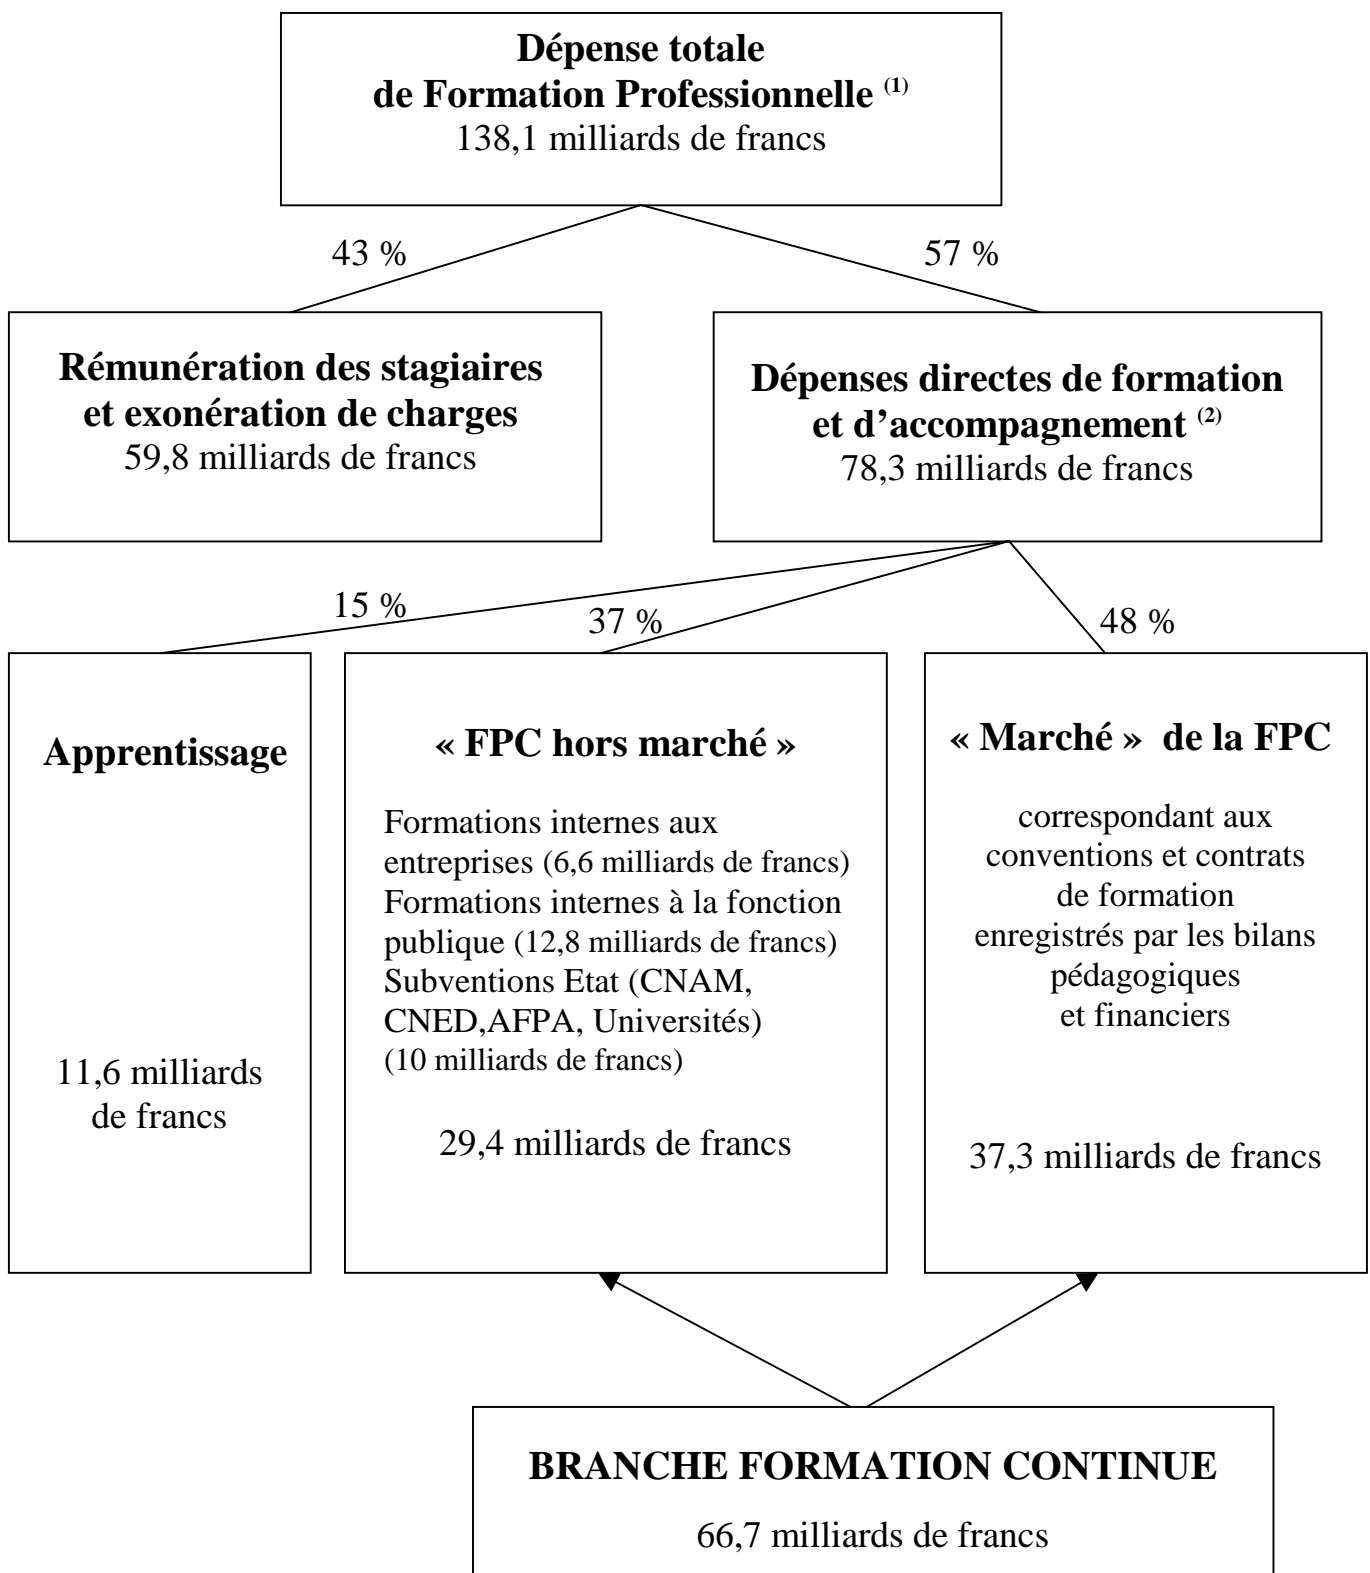 Dépense totale
de Formation Professionnelle (1)
138,1 milliards de francs
43 %
57 %
Rémunération des stagiaires
et exonération de charges
59,8 milliards de francs
Dépenses directes de formation
et d’accompagnement (2)
78,3 milliards de francs
15 %
37 %
48 %
Apprentissage
11,6 milliards
de francs
« FPC hors marché »
Formations internes aux
entreprises (6,6 milliards de francs)
Formations internes à la fonction
publique (12,8 milliards de francs)
Subventions Etat (CNAM,
CNED,AFPA, Universités)
(10 milliards de francs)
29,4 milliards de francs
« Marché » de la FPC
correspondant aux
conventions et contrats
de formation
enregistrés par les bilans
pédagogiques
et financiers
37,3 milliards de francs
BRANCHE FORMATION CONTINUE
66,7 milliards de francs